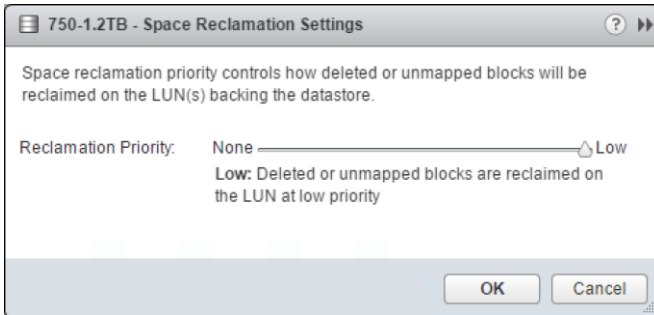 750-1.2TB - Space Reclamation Settings
?
Space reclamation priority controls how deleted or unmapped blocks will be
reclaimed on the LUN(s) backing the datastore.
Reclamation Priority: None Low
Low: Deleted or unmapped blocks are reclaimed on
the LUN at low priority
OK Cancel